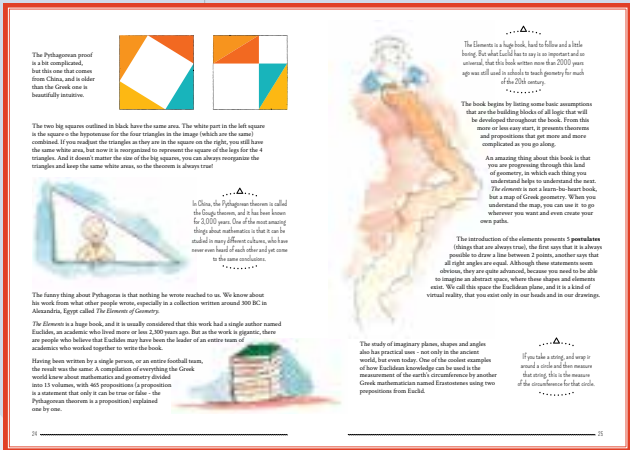 The Pythagorean proof
is a bit complicated,
but this one that comes
from China, and is older
than the Greek one is
beautifully intuitive.
The two big squares outlined in black have the same area. The white part in the left square
is the square o the hypotenuse for the four triangles in the image (which are the same)
combined. If you readjust the triangles as they are in the square on the right, you still have
the same white area, but now it is reorganized to represent the square of the legs for the 4
triangles. And it doesn't matter the size of the big squares, you can always reorganize the
triangles and keep the same white areas, so the theorem is always true!
In China, the Pythagorean theorem is called
the Gougu theorem, and it has been known
for 3,000 years. One of the most amazing
things about mathematics is that it can be
studied in many different cultures, who have
never even heard of each other and yet come
to the same conclusions.
The funny thing about Pythagoras is that nothing he wrote reached to us. We know about
his work from what other people wrote, especially in a collection written around 300 BC in
Alexandria, Egypt called The Elements of Geometry.
The Elements is a huge book, and it is usually considered that this work had a single author named
Euclides, an academic who lived more or less 2,300 years ago. But as the work is gigantic, there
are people who believe that Euclides may have been the leader of an entire team of
academics who worked together to write the book.
Having been written by a single person, or an entire football team,
the result was the same: A compilation of everything the Greek
world knew about mathematics and geometry divided
into 13 volumes, with 465 propositions (a proposition
is a statement that only it can be true or false - the
Pythagorean theorem is a proposition) explained
one by one.
24
The Elements is a huge book, hard to follow and a little
boring. But what Euclid has to say is so important and so
universal, that this book written more than 2000 years
ago was still used in schools to teach geometry for much
of the 20th century.
The book begins by listing some basic assumptions
that are the building blocks of all logic that will
be developed throughout the book. From this
more or less easy start, it presents theorems
and propositions that get more and more
complicated as you go along.
An amazing thing about this book is that
you are progressing through this land
of geometry, in which each thing you
understand helps to understand the next.
The elements is not a learn-by-heart book,
but a map of Greek geometry. When you
understand the map, you can use it to go
wherever you want and even create your
own paths.
The introduction of the elements presents 5 postulates
(things that are always true), the first says that it is always
possible to draw a line between 2 points, another says that
all right angles are equal. Although these statements seem
obvious, they are quite advanced, because you need to be able
to imagine an abstract space, where these shapes and elements
exist. We call this space the Euclidean plane, and it is a kind of
virtual reality, that you exist only in our heads and in our drawings.
The study of imaginary planes, shapes and angles
also has practical uses - not only in the ancient
world, but even today. One of the coolest examples
of how Euclidean knowledge can be used is the
measurement of the earth's circumference by another
Greek mathematician named Erastostenes using two
prepositions from Euclid.
If you take a string, and wrap it
around a circle and then measure
that string, this is the measure
of the circumference for that circle.
25